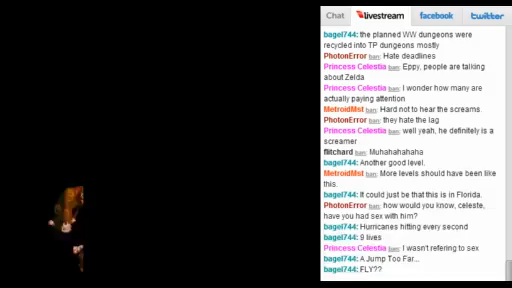 Chat livestream facebook twitter
bagel744: the planned WW dungeons were
recycled into TP dungeons mostly
PhotonError ban: Hate deadlines
Princess Celestia ban: Eppy, people are talking
about Zelda
Princess Celestia ban: I wonder how many are
actually paying attention
MetroidMst ban: Hard not to hear the screams.
PhotonError ban: they hate the lag
Princess Celestia ban: well yeah, he definitely is a
screamer
flitchard ban: Muhahahahaha
bagel744: Another good level.
MetroidMst ban: More levels should have been like
this.
bagel744: It could just be that this is in Florida.
PhotonError ban: how would you know, celeste,
have you had sex with him?
bagel744: Hurricanes hitting every second
bagel744: 9 lives
Princess Celestia ban: I wasn't refering to sex
bagel744: A Jump Too Far...
bagel744: FLY??